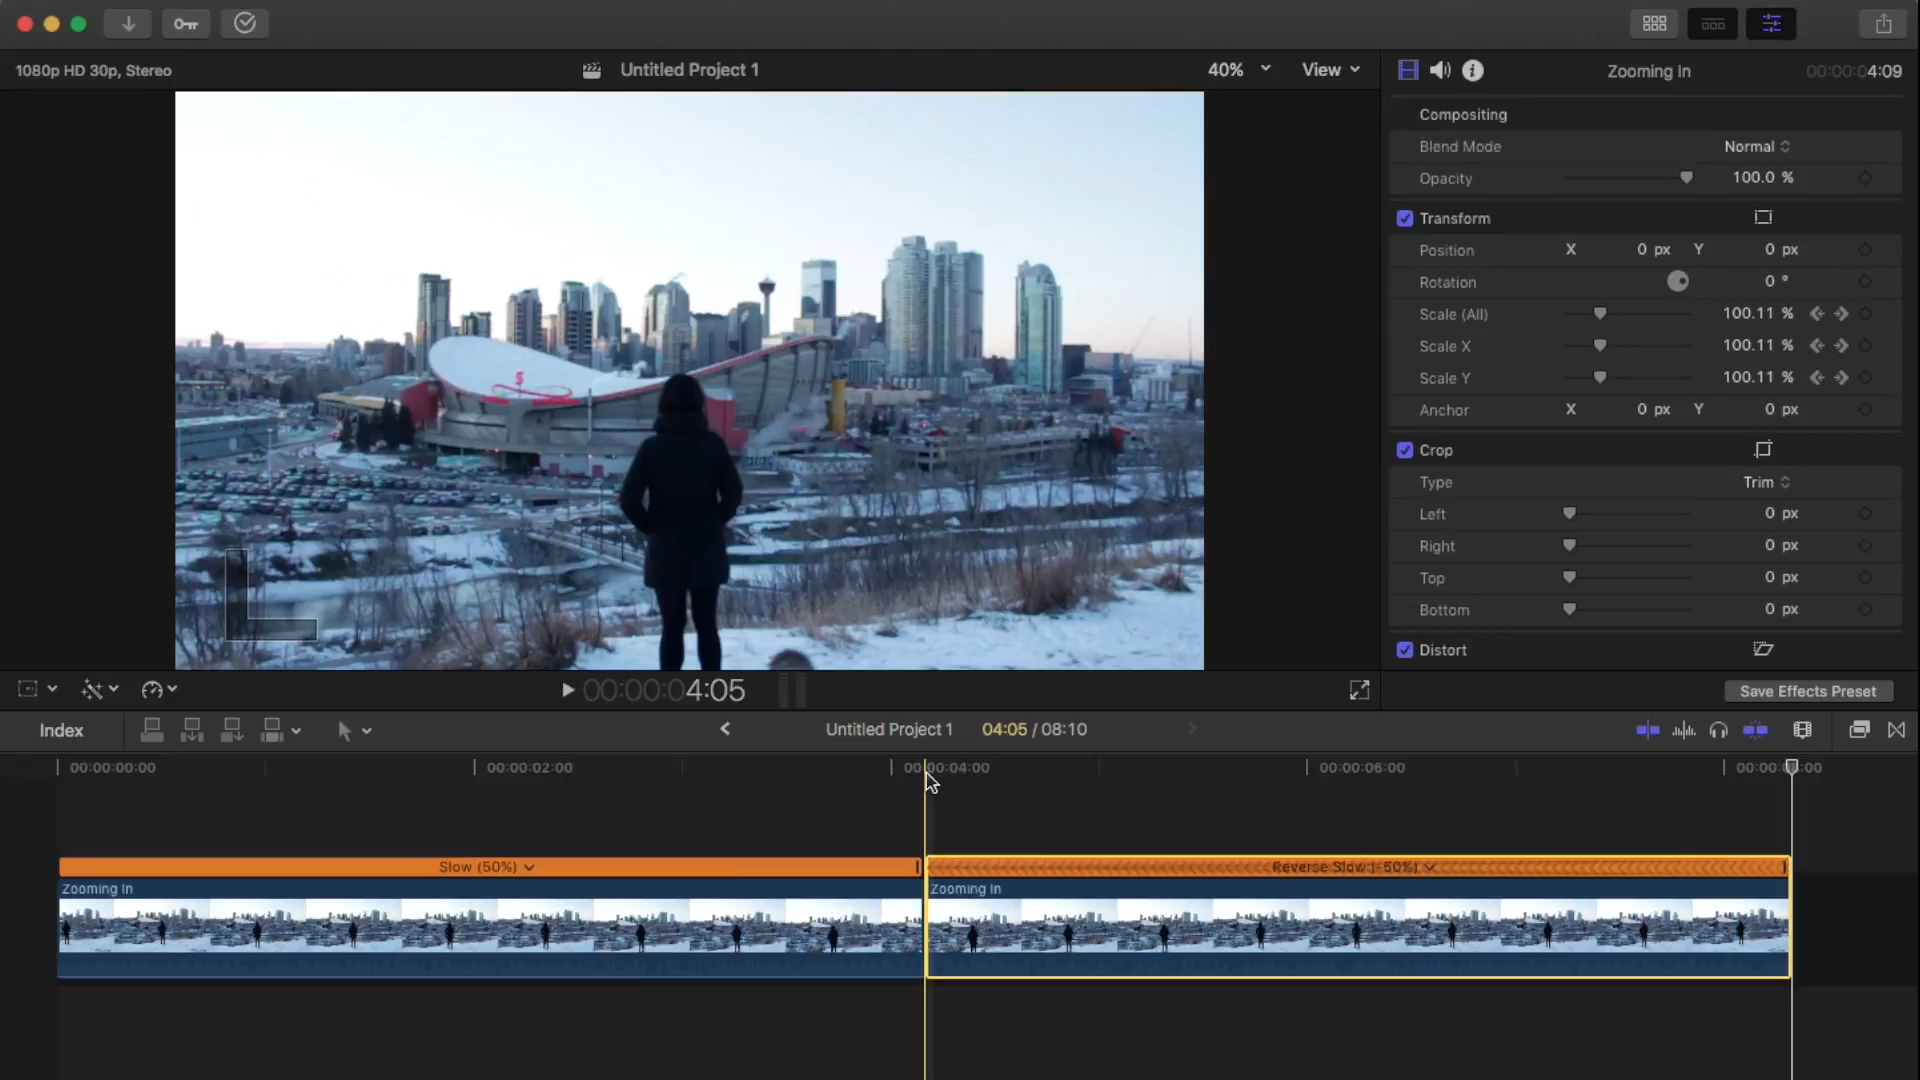 1080p HD 30p, Stereo
Untitled Project 1
40%
View
Zooming In
00:00:04:09
Compositing
Blend Mode
Normal
Opacity
100.0 %
Transform
Position X 0 px Y 0 px
Rotation 0 °
Scale (All) 100.11 %
Scale X 100.11 %
Scale Y 100.11 %
Anchor X 0 px Y 0 px
Crop
Type Trim
Left 0 px
Right 0 px
Top 0 px
Bottom 0 px
Distort
00:00:04:05
Save Effects Preset
Index
Untitled Project 1
04:05 / 08:10
00:00:00:00
00:00:02:00
00:00:04:00
00:00:06:00
Slow (50%)
Reverse Slow (-50%)
Zooming In
Zooming In